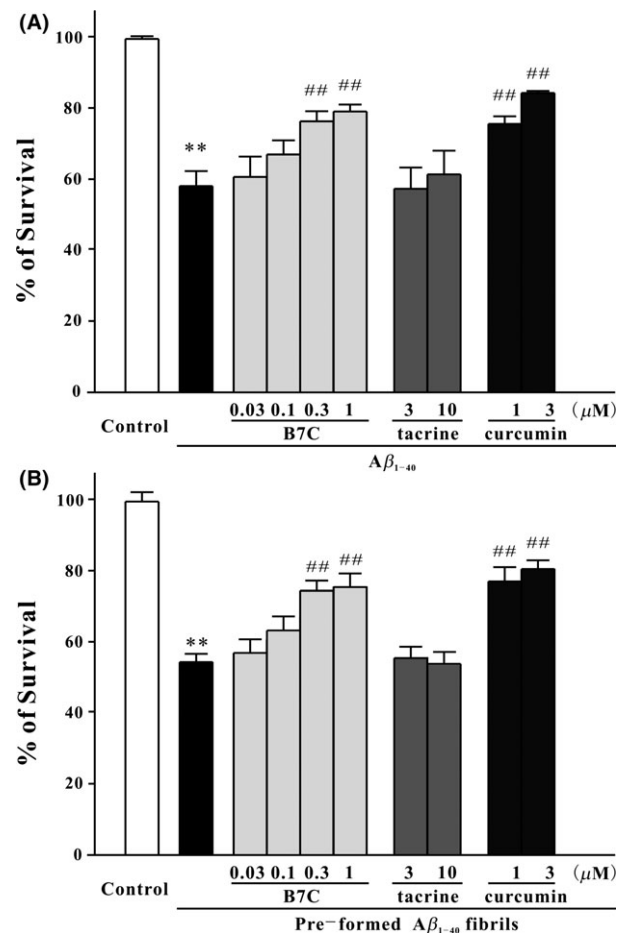 (A)
% of Survival
100
80
60
40
20
0
**
##
##
##
##
0.03 0.1 0.3 1 3 10 1 3 (μM)
Control B7C tacrine curcumin
Aβ1-40
(B)
% of Survival
100
80
60
40
20
0
**
##
##
##
##
0.03 0.1 0.3 1 3 10 1 3 (μM)
Control B7C tacrine curcumin
Pre-formed Aβ1-40 fibrils